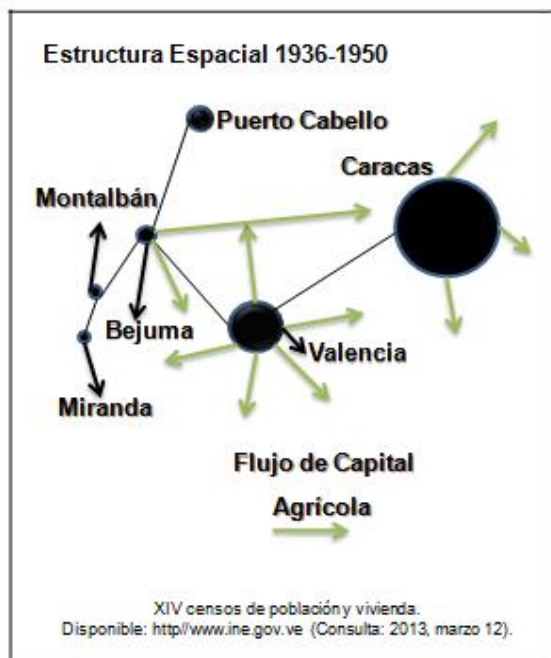 Estructura Espacial 1936-1950
Puerto Cabello
Caracas
Montalbán
Bejuma
Valencia
Miranda
Flujo de Capital
Agrícola
XIV censos de población y vivienda.
Disponible: http//www.ine.gov.ve (Consulta: 2013, marzo 12).